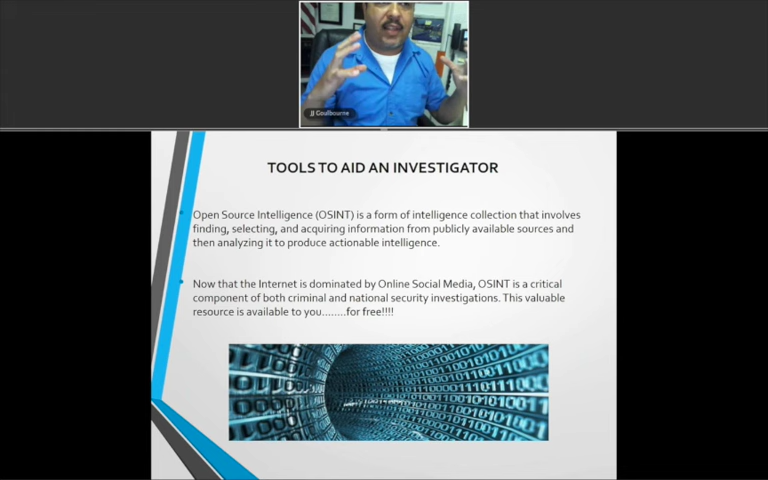 JJ Coulbourne
TOOLS TO AID AN INVESTIGATOR
Open Source Intelligence (OSINT) is a form of intelligence collection that involves
finding, selecting, and acquiring information from publicly available sources and
then analyzing it to produce actionable intelligence.
Now that the Internet is dominated by Online Social Media, OSINT is a critical
component of both criminal and national security investigations. This valuable
resource is available to you........for free!!!!